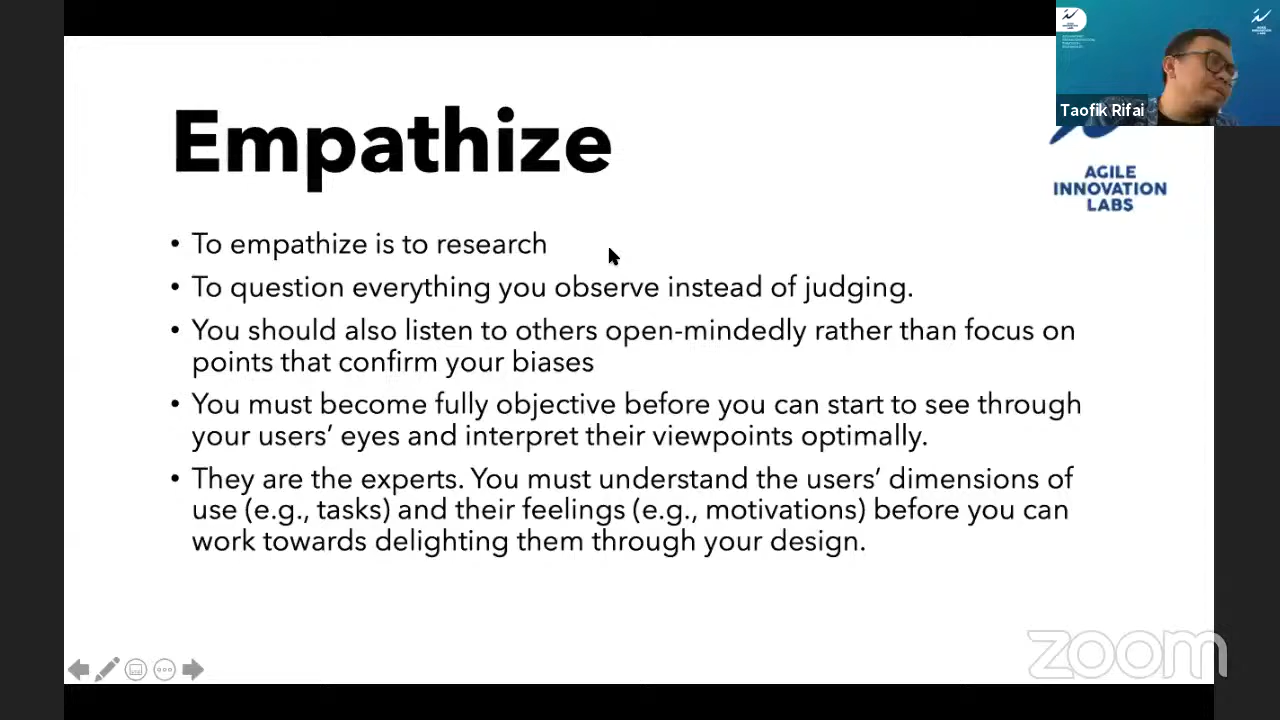 Empathize
Taofik Rifai
AGILE
INNOVATION
LABS
• To empathize is to research
• To question everything you observe instead of judging.
• You should also listen to others open-mindedly rather than focus on
points that confirm your biases
• You must become fully objective before you can start to see through
your users’ eyes and interpret their viewpoints optimally.
• They are the experts. You must understand the users’ dimensions of
use (e.g., tasks) and their feelings (e.g., motivations) before you can
work towards delighting them through your design.
zoom